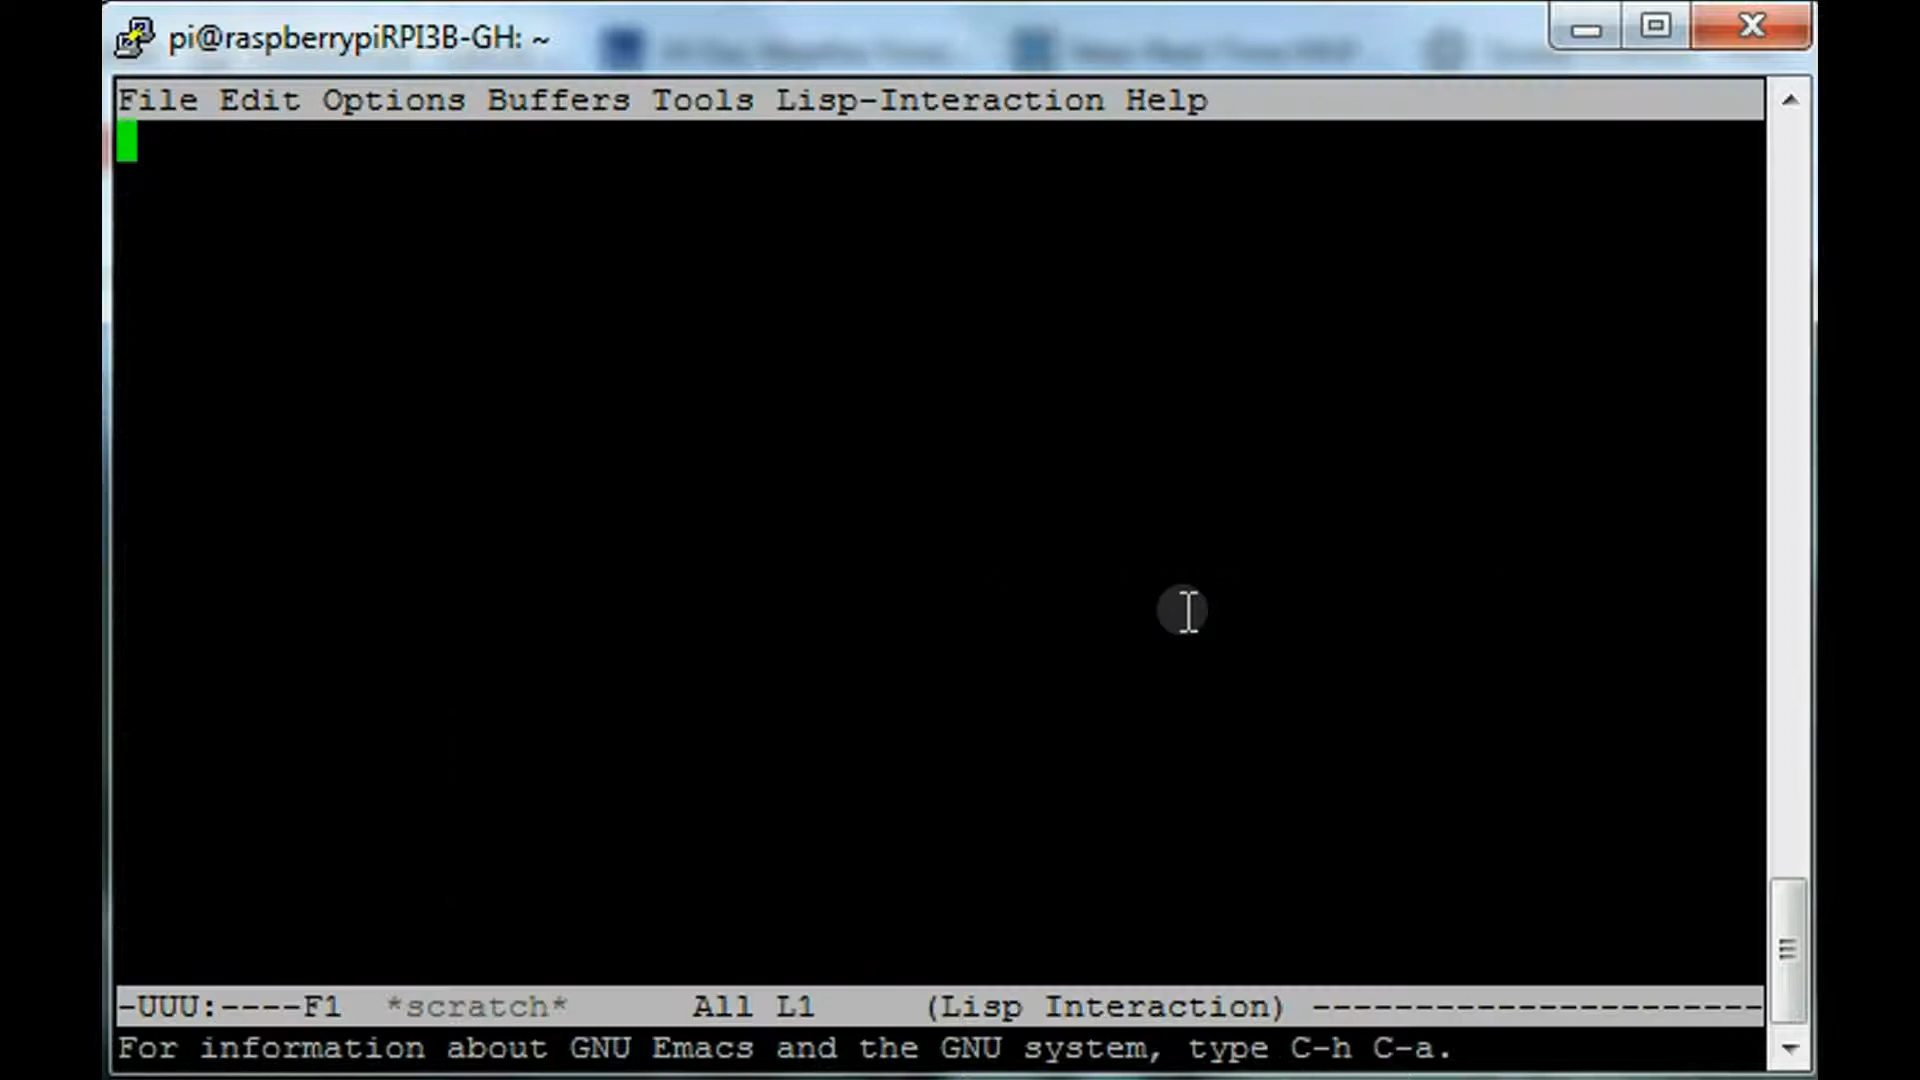 pi@raspberrypiRPI3B-GH: ~
File Edit Options Buffers Tools Lisp-Interaction Help
-UUU:----F1  *scratch*      All L1     (Lisp Interaction) ----------------------
For information about GNU Emacs and the GNU system, type C-h C-a.